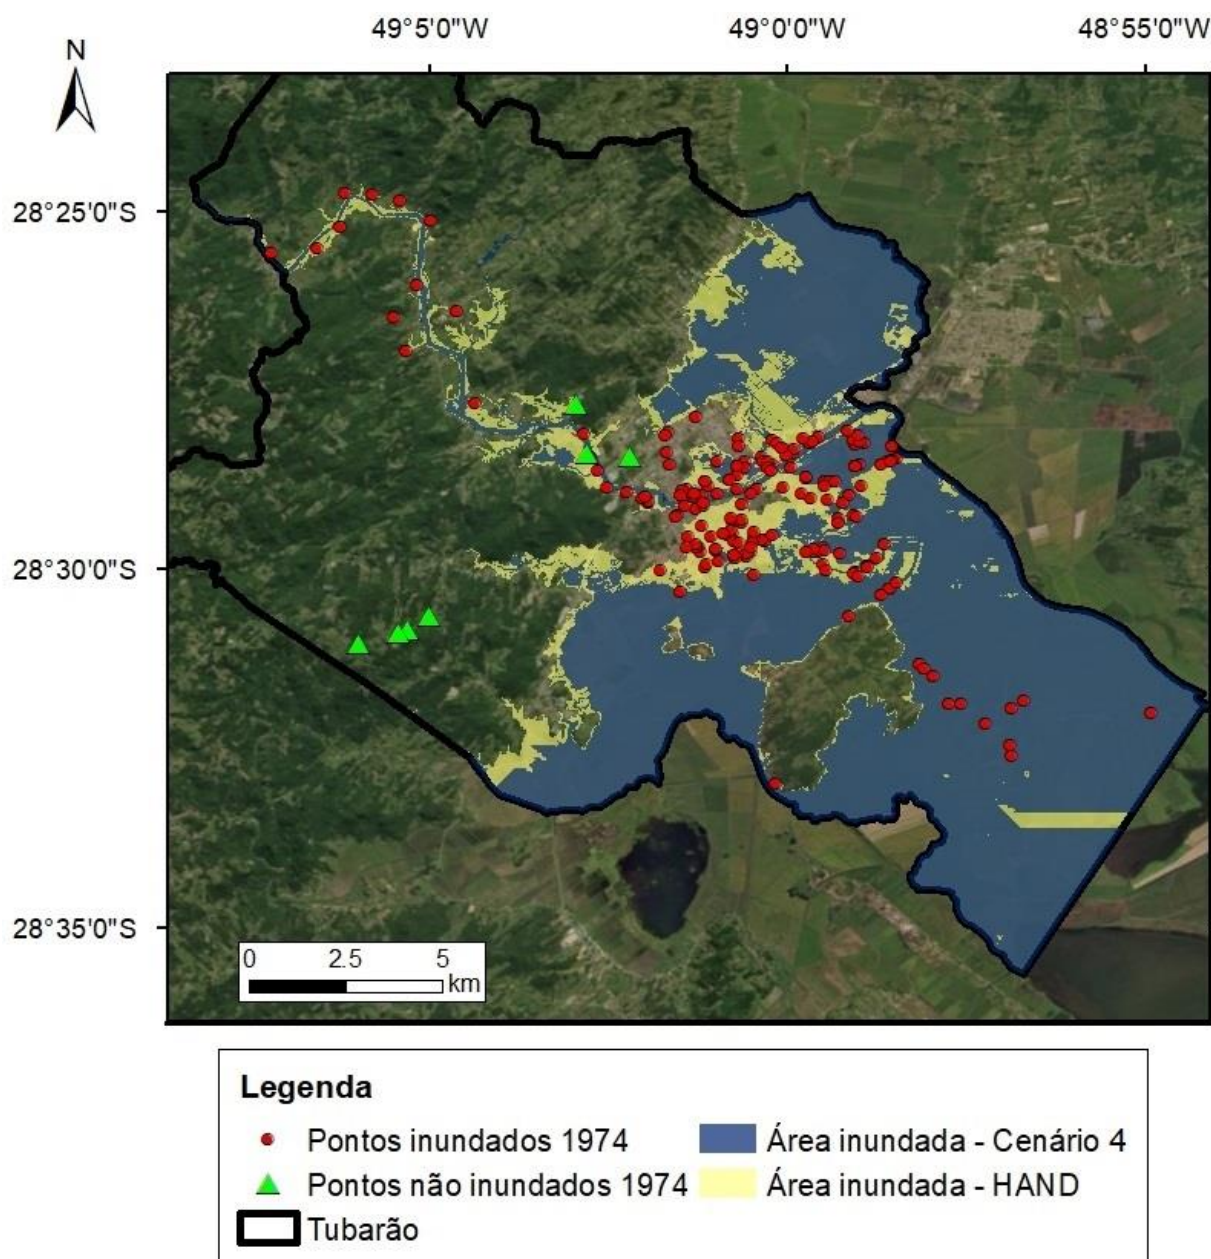 49°5'0"W 49°0'0"W 48°55'0"W
N
28°25'0"S
28°30'0"S
28°35'0"S
0 2.5 5
km
Legenda
Pontos inundados 1974 Área inundada - Cenário 4
Pontos não inundados 1974 Área inundada - HAND
Tubarão